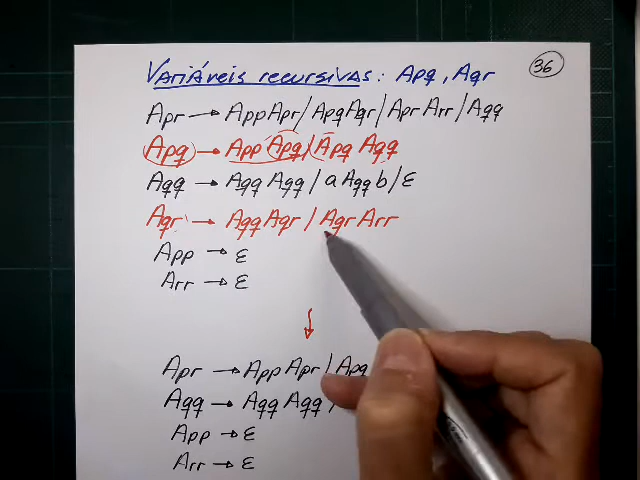 Variáveis recursivas: Apq, Aqr
36
Apr → App Apr / Apq Aqr / Apr Arr / Aqq
Apq → App Apq / Apq Aqq
Aqq → Aqq Aqq / a Aqq b / ε
Aqr → Aqq Aqr / Aqr Arr
App → ε
Arr → ε
↓
Apr → App Apr / Apq
Aqq → Aqq Aqq /
App → ε
Arr → ε